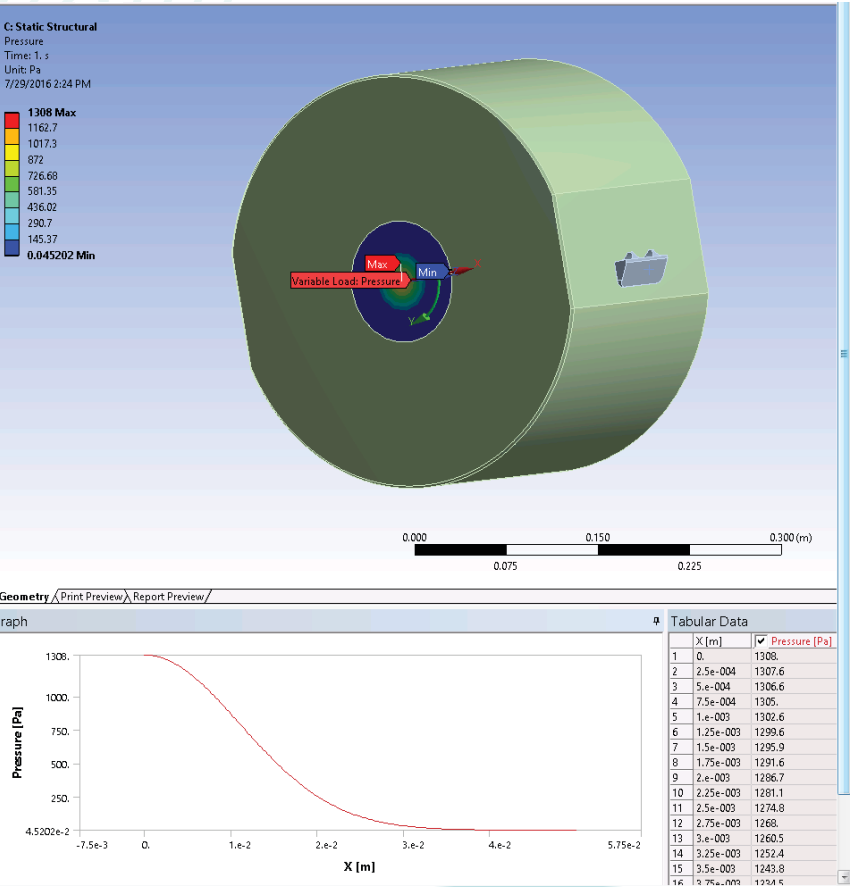 C: Static Structural
Pressure
Time: 1. s
Unit: Pa
7/29/2016 2:24 PM
1308 Max
1162.7
1017.3
872
726.68
581.35
436.02
290.7
145.37
0.045202 Min
Max
Min
Variable Load: Pressure
X
Y
0.000 0.150 0.300 (m)
0.075 0.225
Geometry Print Preview Report Preview
raph
1308.
1000.
750.
500.
250.
4.5202e-2
Pressure [Pa]
-7.5e-3 0. 1.e-2 2.e-2 3.e-2 4.e-2 5.75e-2
X [m]
Tabular Data
X [m] Pressure [Pa]
1 0. 1308.
2 2.5e-004 1307.6
3 5.e-004 1306.6
4 7.5e-004 1305.
5 1.e-003 1302.6
6 1.25e-003 1299.6
7 1.5e-003 1295.9
8 1.75e-003 1291.6
9 2.e-003 1286.7
10 2.25e-003 1281.1
11 2.5e-003 1274.8
12 2.75e-003 1268.
13 3.e-003 1260.5
14 3.25e-003 1252.4
15 3.5e-003 1243.8
16 3.75e-003 1234.5